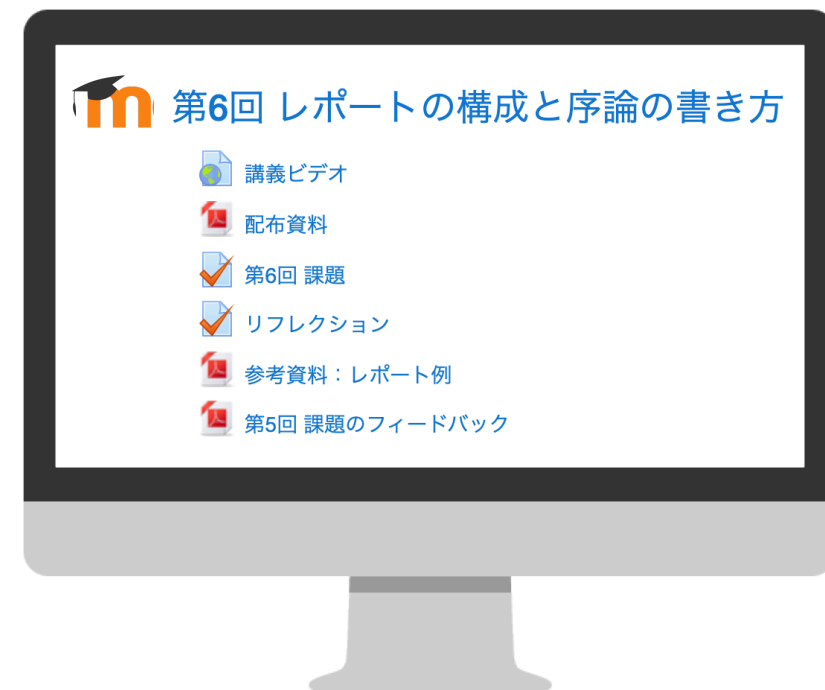 第6回 レポートの構成と序論の書き方
講義ビデオ
配布資料
第6回 課題
リフレクション
参考資料：レポート例
第5回 課題のフィードバック